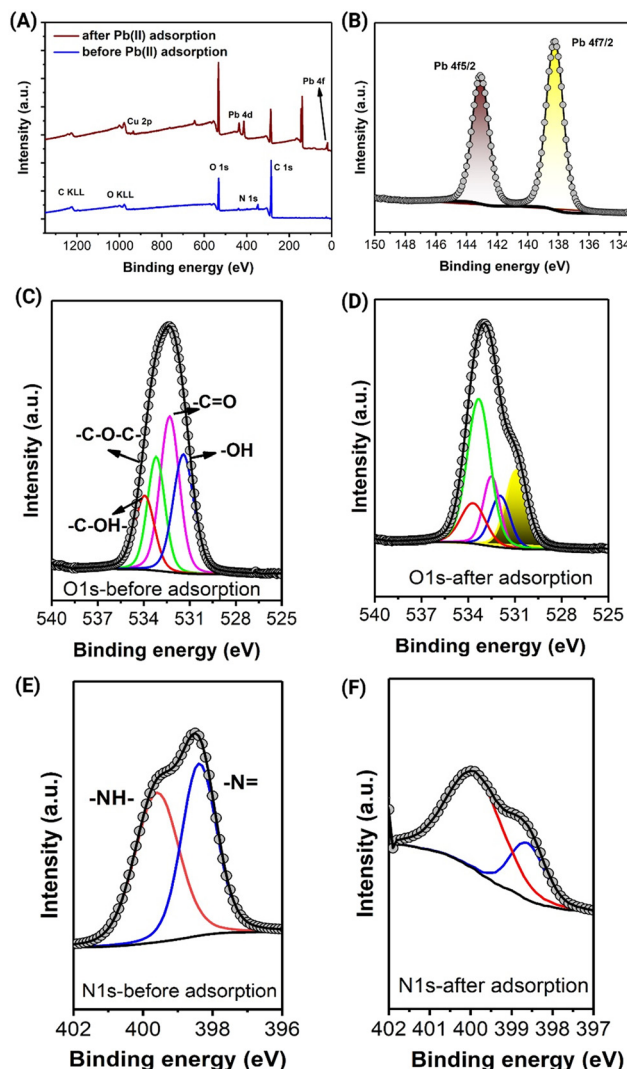 (A)
after Pb(II) adsorption
before Pb(II) adsorption
Pb 4f
Cu 2p
Pb 4d
O 1s
C 1s
C KLL
O KLL
N 1s
Intensity (a.u.)
1200 1000 800 600 400 200 0
Binding energy (eV)
(B)
Pb 4f7/2
Pb 4f5/2
Intensity (a.u.)
150 148 146 144 142 140 138 136 134
Binding energy (eV)
(C)
-C=O
-C-O-C-
-OH
-C-OH-
O1s-before adsorption
Intensity (a.u.)
540 537 534 531 528 525
Binding energy (eV)
(D)
O1s-after adsorption
Intensity (a.u.)
540 537 534 531 528 525
Binding energy (eV)
(E)
-NH-
-N=
N1s-before adsorption
Intensity (a.u.)
402 400 398 396
Binding energy (eV)
(F)
N1s-after adsorption
Intensity (a.u.)
402 401 400 399 398 397
Binding energy (eV)